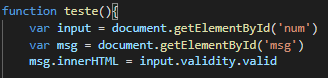 function teste(){
    var input = document.getElementById('num')
    var msg = document.getElementById('msg')
    msg.innerHTML = input.validity.valid